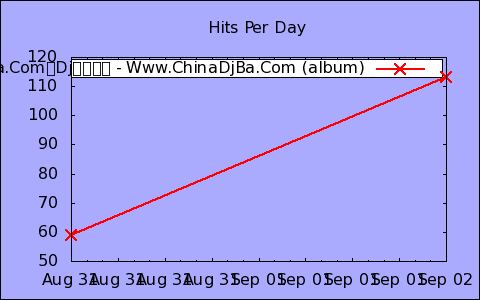 Hits Per Day
120
a.Com Dj - Www.ChinaDjBa.Com (album)
110
100
90
80
70
60
50
Aug 31 Aug 31 Aug 31 Aug 31 Sep 01 Sep 01 Sep 01 Sep 01 Sep 02